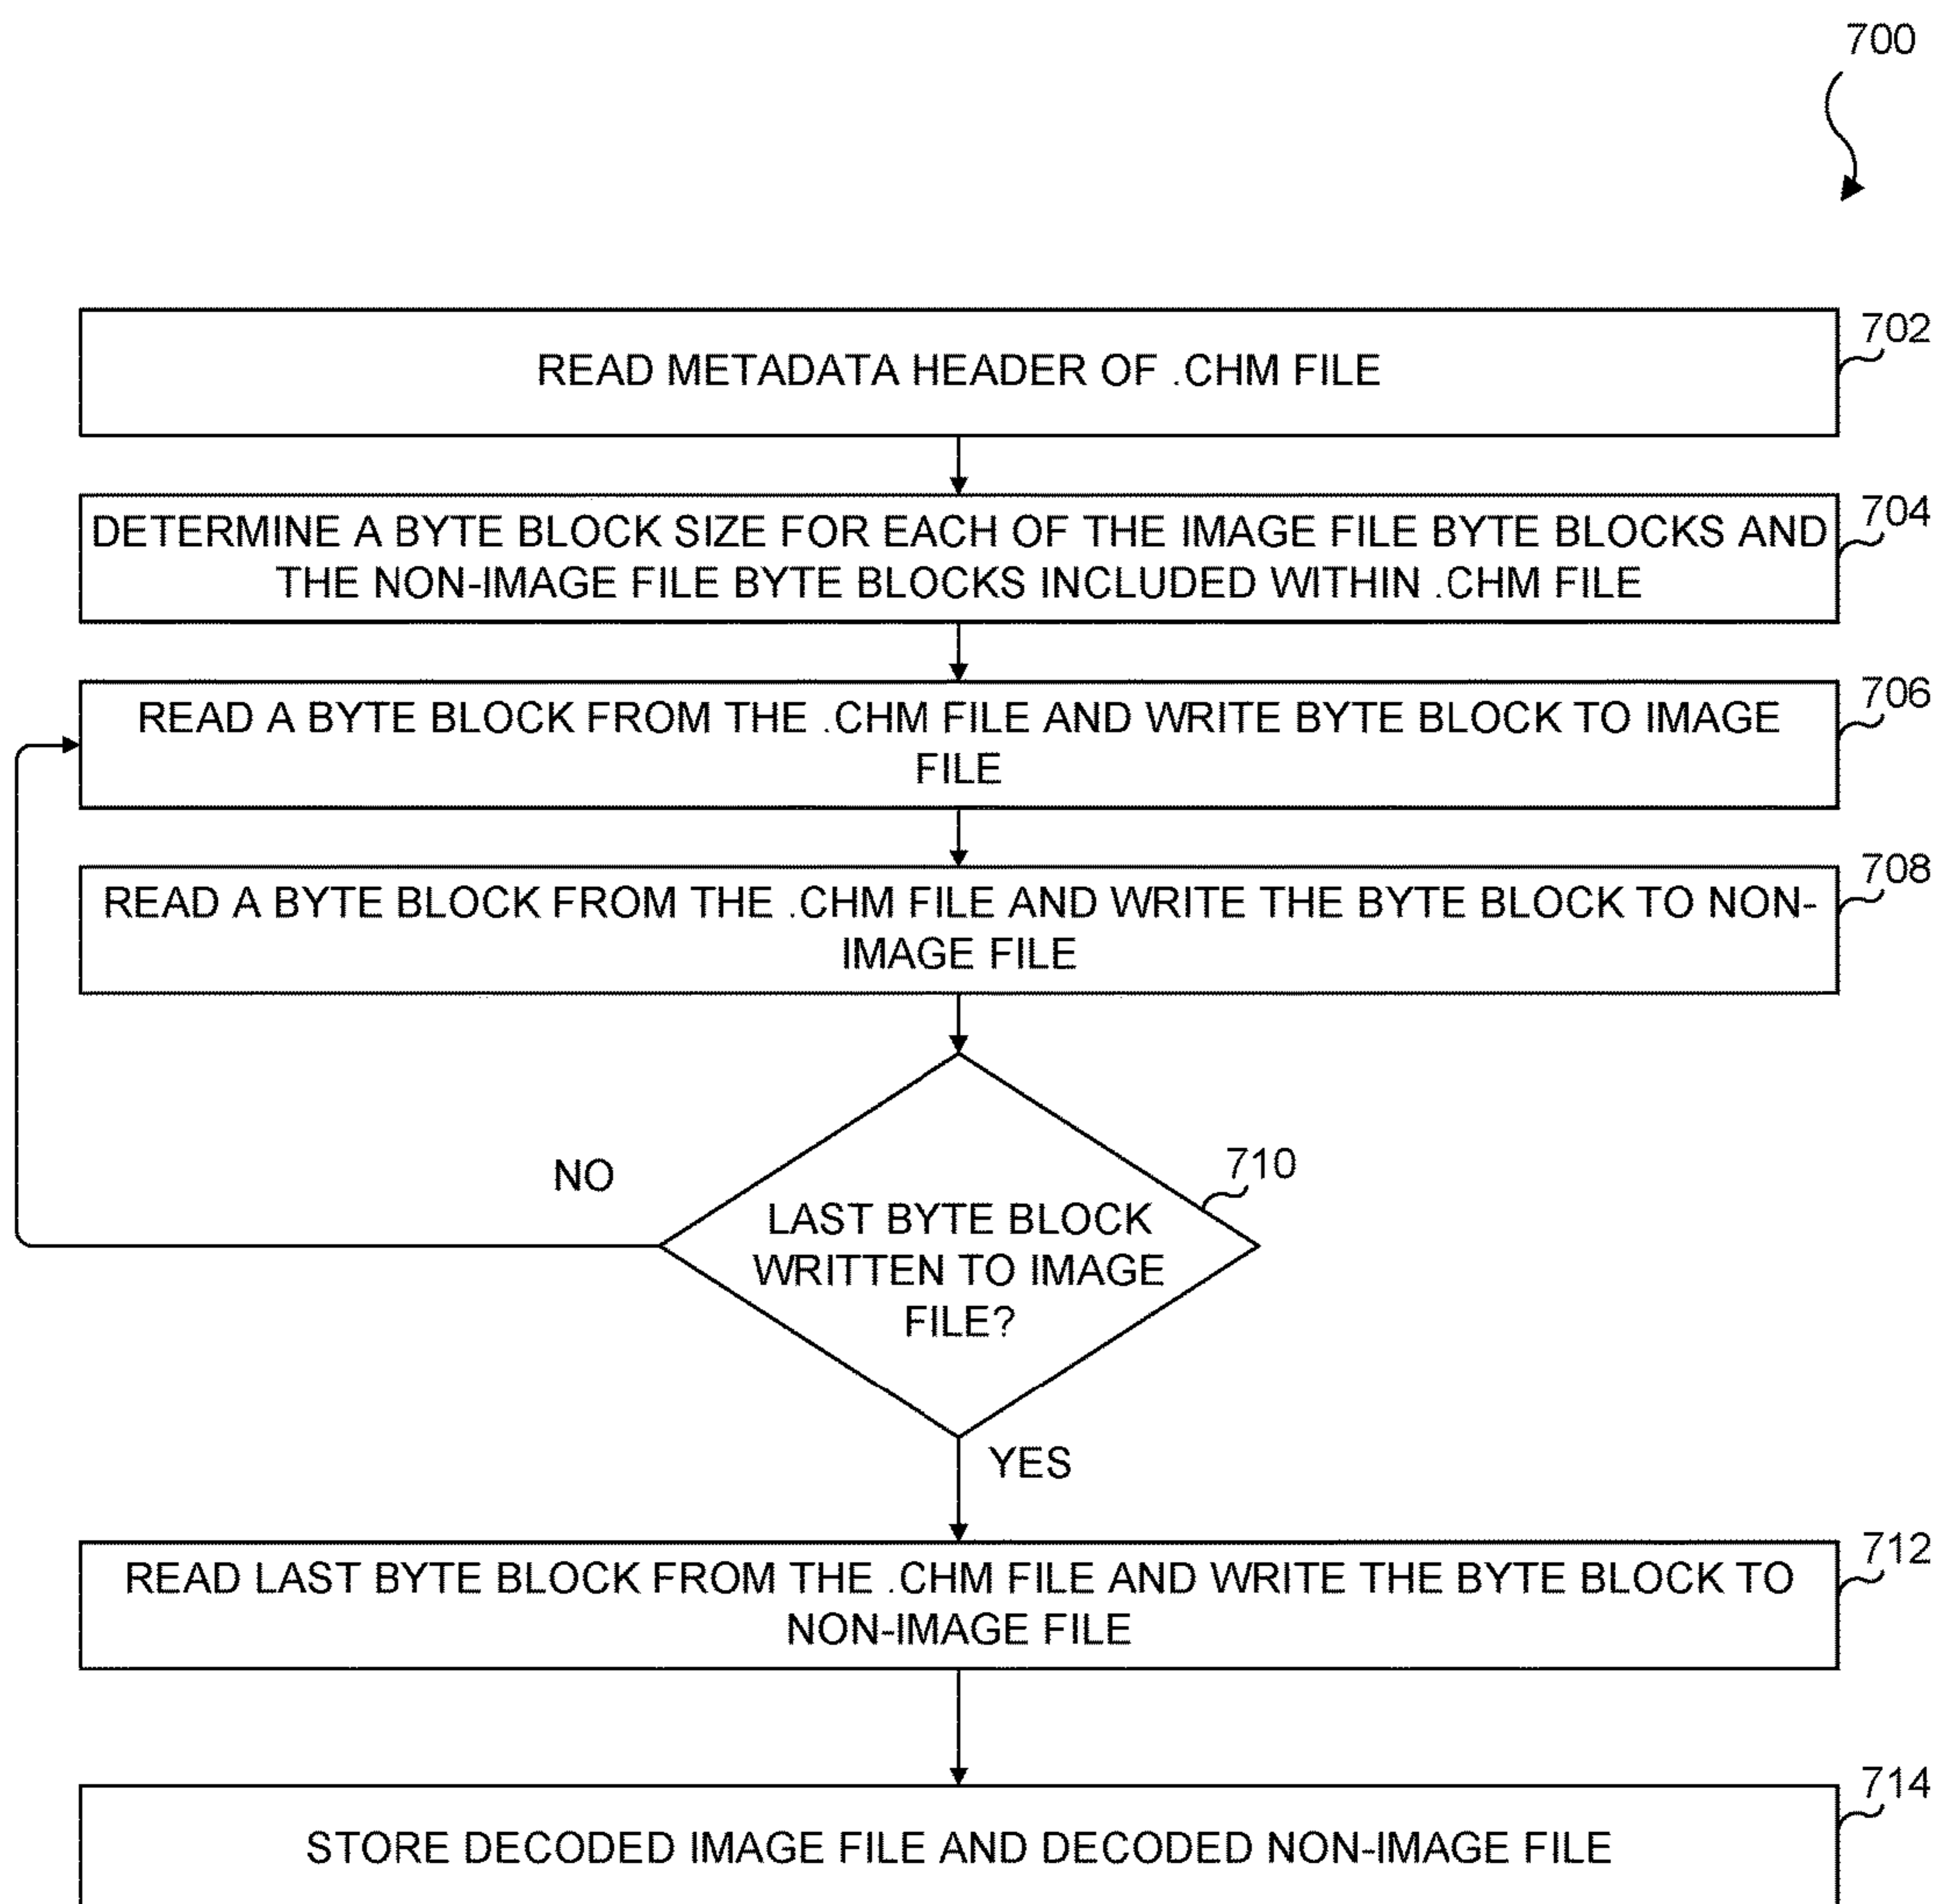 700
702
READ METADATA HEADER OF .CHM FILE
704
DETERMINE A BYTE BLOCK SIZE FOR EACH OF THE IMAGE FILE BYTE BLOCKS AND
THE NON-IMAGE FILE BYTE BLOCKS INCLUDED WITHIN .CHM FILE
706
READ A BYTE BLOCK FROM THE .CHM FILE AND WRITE BYTE BLOCK TO IMAGE
FILE
708
READ A BYTE BLOCK FROM THE .CHM FILE AND WRITE THE BYTE BLOCK TO NON-
IMAGE FILE
710
NO
LAST BYTE BLOCK
WRITTEN TO IMAGE
FILE?
YES
712
READ LAST BYTE BLOCK FROM THE .CHM FILE AND WRITE THE BYTE BLOCK TO
NON-IMAGE FILE
714
STORE DECODED IMAGE FILE AND DECODED NON-IMAGE FILE